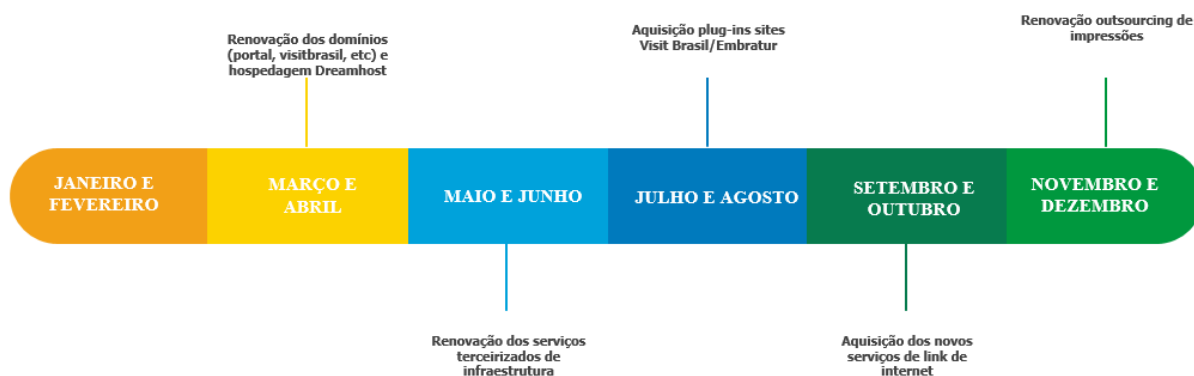 Renovação dos domínios
(portal, visitbrasil, etc) e
hospedagem Dreamhost
Aquisição plug-ins sites
Visit Brasil/Embratur
Renovação outsourcing de
impressões
JANEIRO E
FEVEREIRO
MARÇO E
ABRIL
MAIO E JUNHO
JULHO E AGOSTO
SETEMBRO E
OUTUBRO
NOVEMBRO E
DEZEMBRO
Renovação dos serviços
terceirizados de
infraestrutura
Aquisição dos novos
serviços de link de
internet